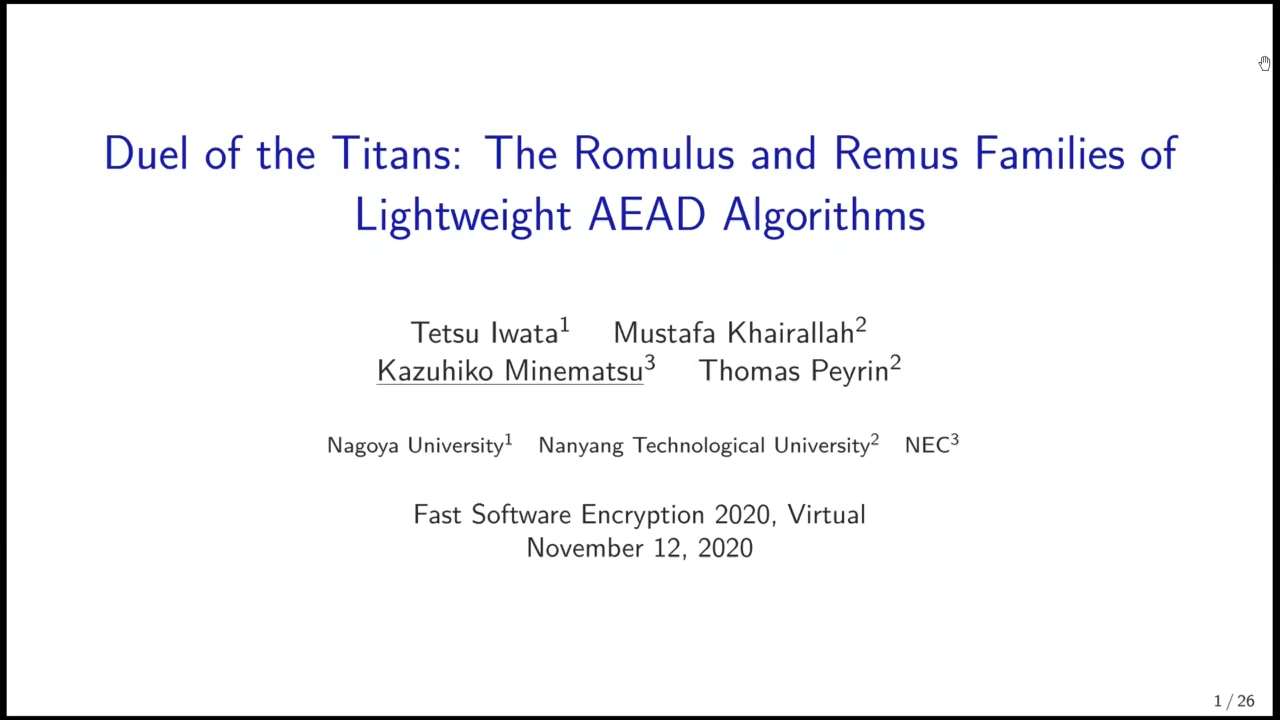 Duel of the Titans: The Romulus and Remus Families of
Lightweight AEAD Algorithms
Tetsu Iwata¹ Mustafa Khairallah²
Kazuhiko Minematsu³ Thomas Peyrin²
Nagoya University¹ Nanyang Technological University² NEC³
Fast Software Encryption 2020, Virtual
November 12, 2020
1 / 26